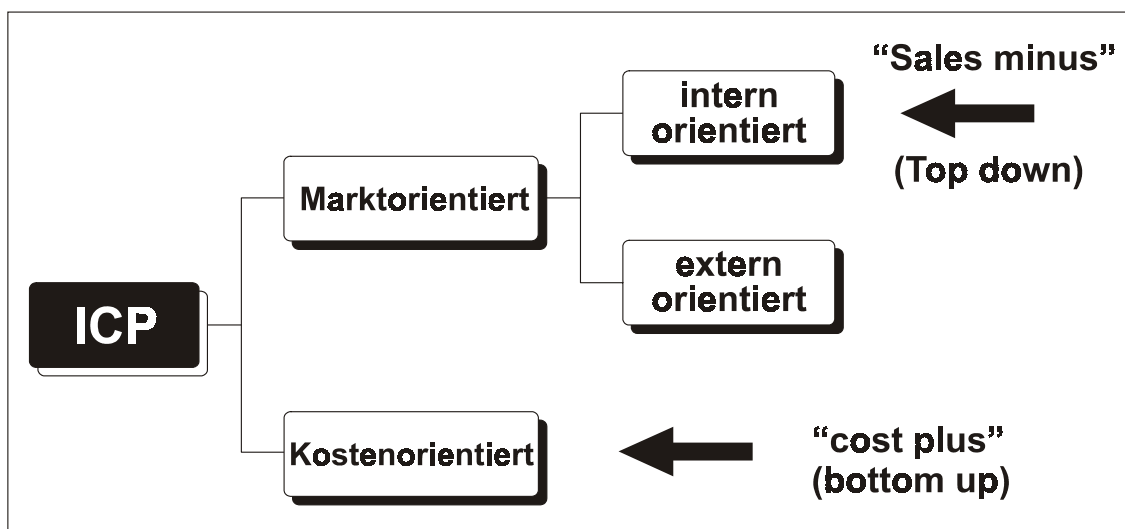 “Sales minus”
intern
orientiert
(Top down)
Marktorientiert
extern
orientiert
ICP
Kostenorientiert
“cost plus”
(bottom up)